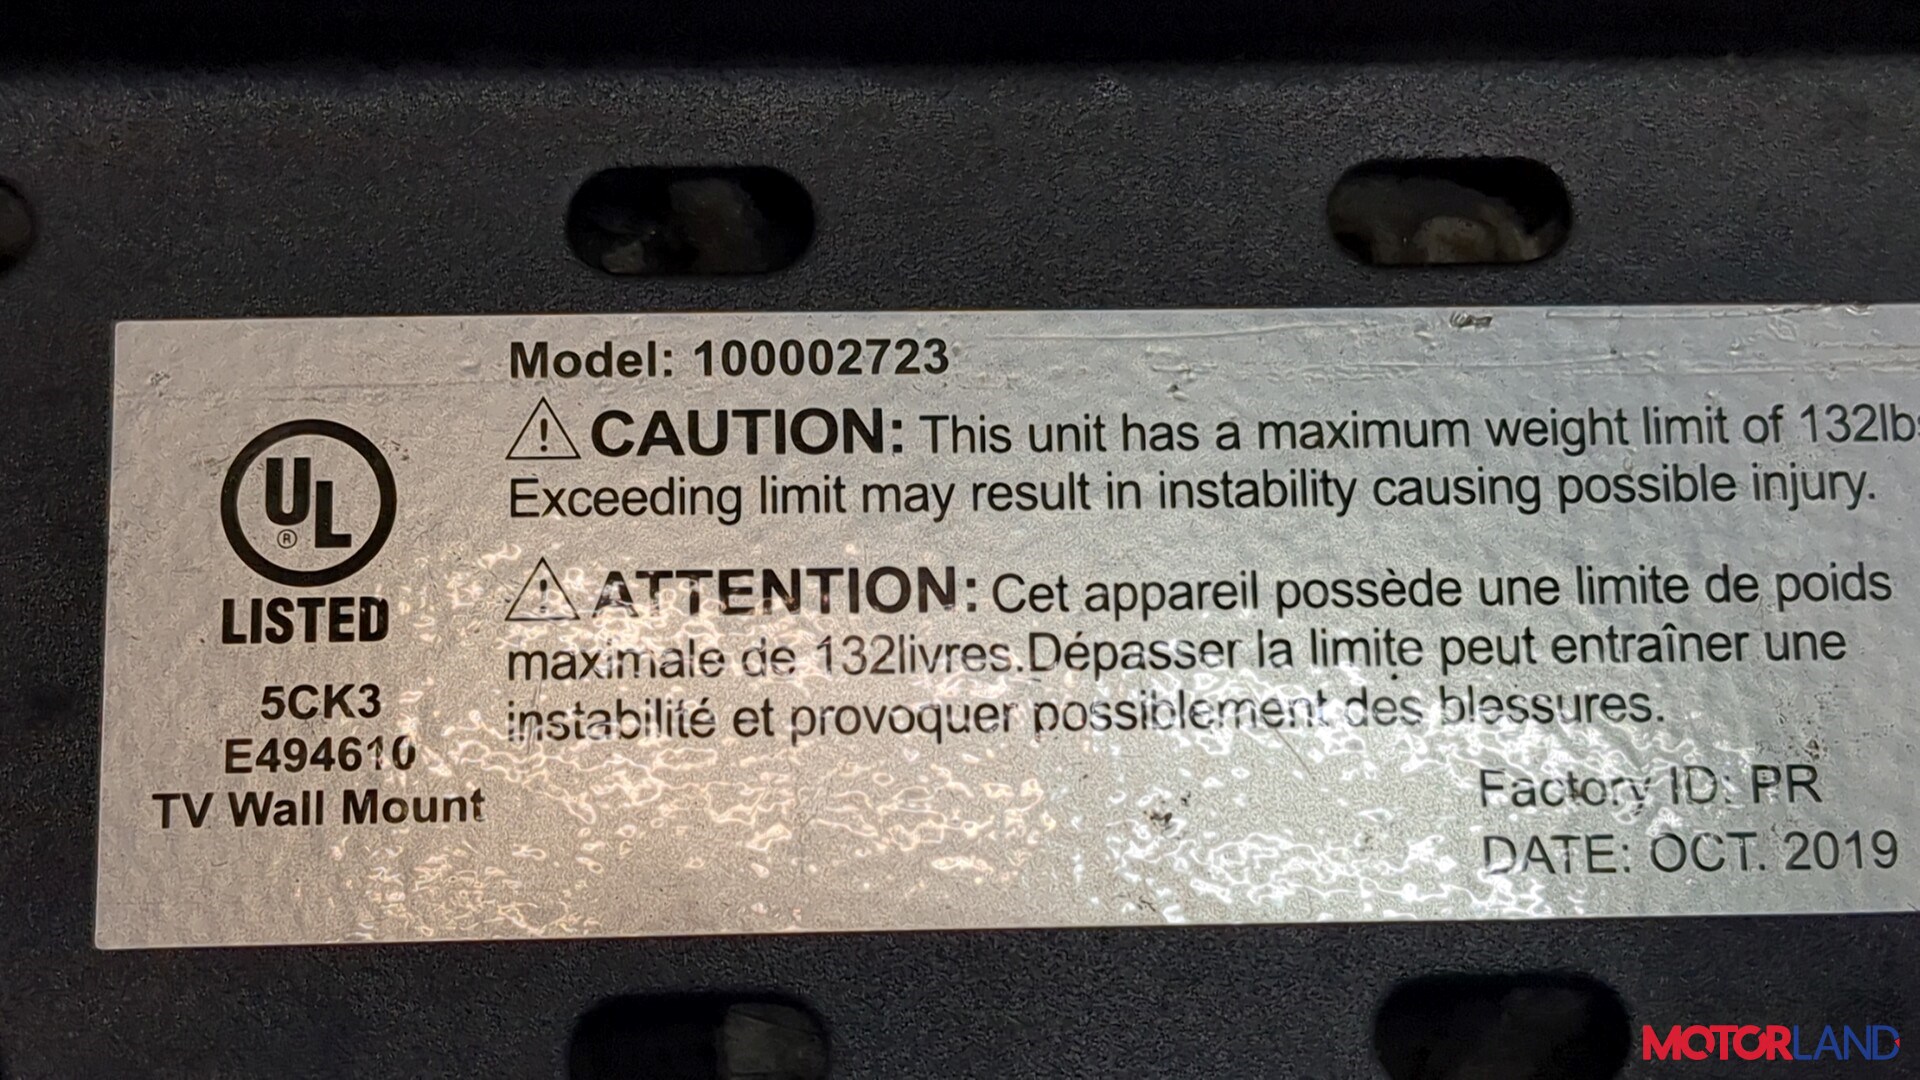 Model: 100002723
CAUTION: This unit has a maximum weight limit of 132lbs
Exceeding limit may result in instability causing possible injury.
ATTENTION: Cet appareil possède une limite de poids
maximale de 132livres.Dépasser la limite peut entraîner une
instabilité et provoquer possiblement des blessures.
UL
®
LISTED
5CK3
E494610
TV Wall Mount
Factory ID: PR
DATE: OCT. 2019
MOTORLAND